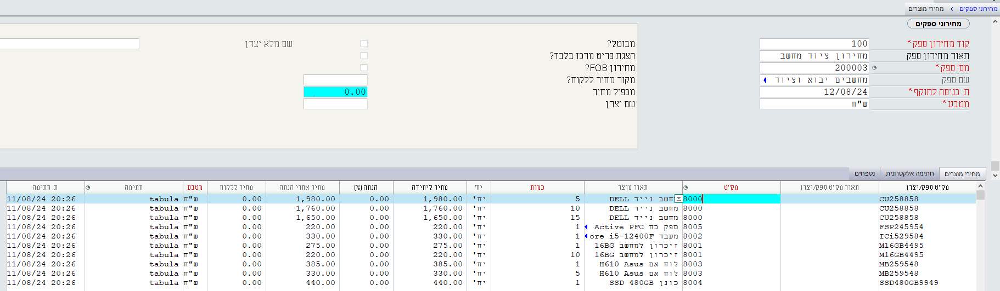 מחירוני ספקים > מחירי מוצרים
מחירוני ספקים
קוד מחירון ספק * 100
תאור מחירון ספק מחירון ציוד מחשב
מס' ספק * 200003
שם ספק מחשבים יבוא וציוד
ת. כניסה לתוקף * 12/08/24
מטבע * ש"ח
מבוטל?
הצגת פריט מרכז בלבד?
מחירון FOB?
מקור מחיר ללקוח?
מכפיל מחיר 0.00
שם יצרן
שם מלא יצרן
מחירי מוצרים חתימה אלקטרונית נספחים
מק"ט ספק/יצרן תאור מק"ט ספק/יצרן מק"ט תאור מוצר כמות יח' מחיר ליחידה הנחה (%) מחיר אחרי הנחה מחיר ללקוח מטבע חתימה ת. חתימה
CU258858 8000 מחשב נייד DELL 5 יח' 1,980.00 0.00 1,980.00 0.00 ש"ח tabula 11/08/24 20:26
CU258858 8000 מחשב נייד DELL 10 יח' 1,760.00 0.00 1,760.00 0.00 ש"ח tabula 11/08/24 20:26
CU258858 8000 מחשב נייד DELL 15 יח' 1,650.00 0.00 1,650.00 0.00 ש"ח tabula 11/08/24 20:26
FSP245954 8005 ספק כח Active PFC 1 יח' 220.00 0.00 220.00 0.00 ש"ח tabula 11/08/24 20:26
ICi529584 8002 מעבד ore i5-12400F 1 יח' 330.00 0.00 330.00 0.00 ש"ח tabula 11/08/24 20:26
M16GB4495 8001 זיכרון למחשב 16BG 1 יח' 275.00 0.00 275.00 0.00 ש"ח tabula 11/08/24 20:26
M16GB4495 8001 זיכרון למחשב 16BG 10 יח' 220.00 0.00 220.00 0.00 ש"ח tabula 11/08/24 20:26
MB259548 8003 לוח אם H610 Asus 1 יח' 385.00 0.00 385.00 0.00 ש"ח tabula 11/08/24 20:26
MB259548 8003 לוח אם H610 Asus 5 יח' 330.00 0.00 330.00 0.00 ש"ח tabula 11/08/24 20:26
SSD480GB9949 8004 כונן SSD 480GB 1 יח' 440.00 0.00 440.00 0.00 ש"ח tabula 11/08/24 20:26